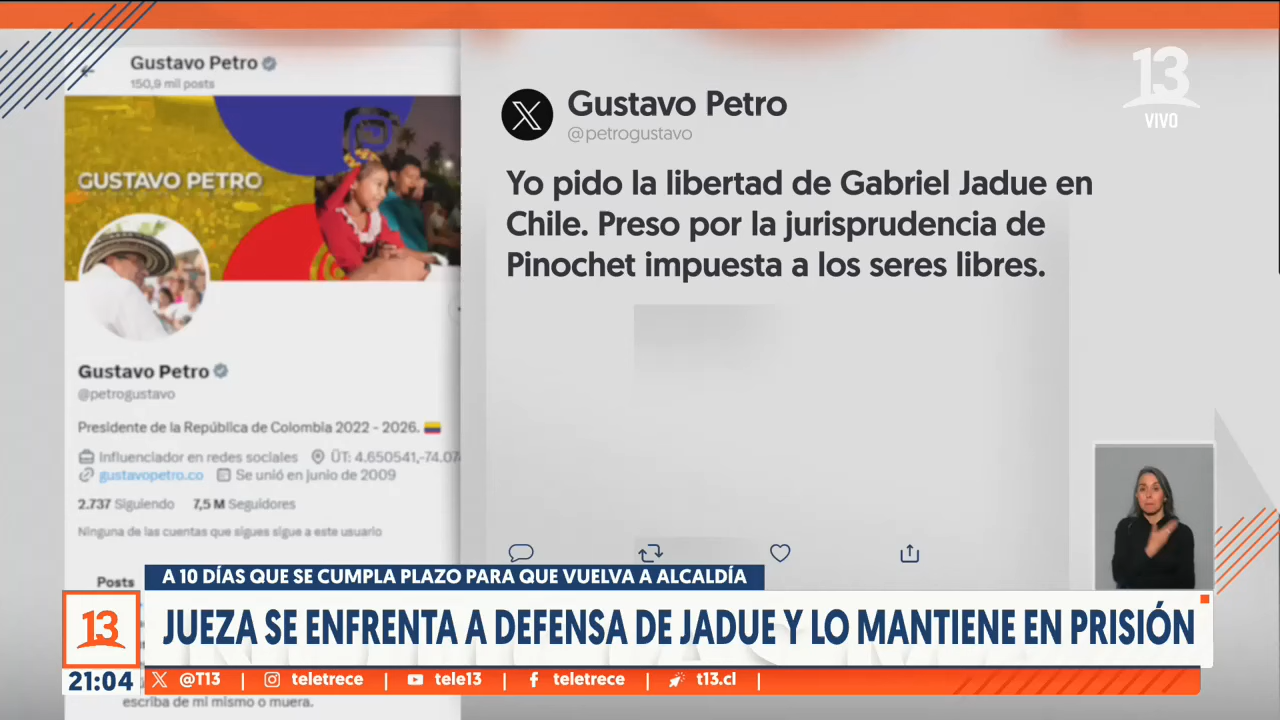 Gustavo Petro
150,9 mil posts
GUSTAVO PETRO
Gustavo Petro
@petrogustavo
Presidente de la República de Colombia 2022 - 2026.
Influenciador en redes sociales ÜT: 4.650541,-74.07
gustavopetro.co Se unió en junio de 2009
2.737 Siguiendo 7,5 M Seguidores
Ninguna de las cuentas que sigues sigue a este usuario
Posts
escriba de mi mismo o muera.
Gustavo Petro
@petrogustavo
Yo pido la libertad de Gabriel Jadue en
Chile. Preso por la jurisprudencia de
Pinochet impuesta a los seres libres.
13
VIVO
A 10 DÍAS QUE SE CUMPLA PLAZO PARA QUE VUELVA A ALCALDÍA
13
JUEZA SE ENFRENTA A DEFENSA DE JADUE Y LO MANTIENE EN PRISIÓN
21:04 @T13 | teletrece | tele13 | teletrece | t13.cl |